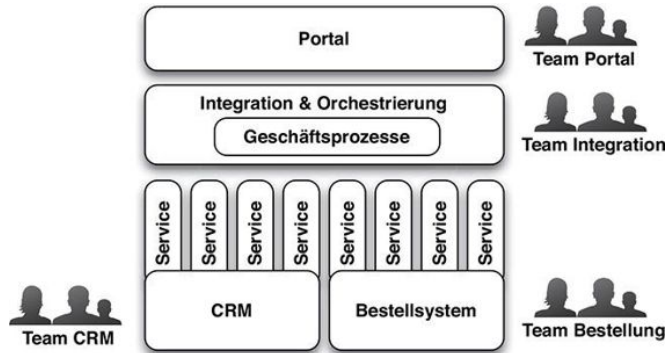 Portal
Team Portal
Integration & Orchestrierung
Geschäftsprozesse
Team Integration
Service
Service
Service
Service
Service
Service
Service
Service
CRM
Bestellsystem
Team CRM
Team Bestellung